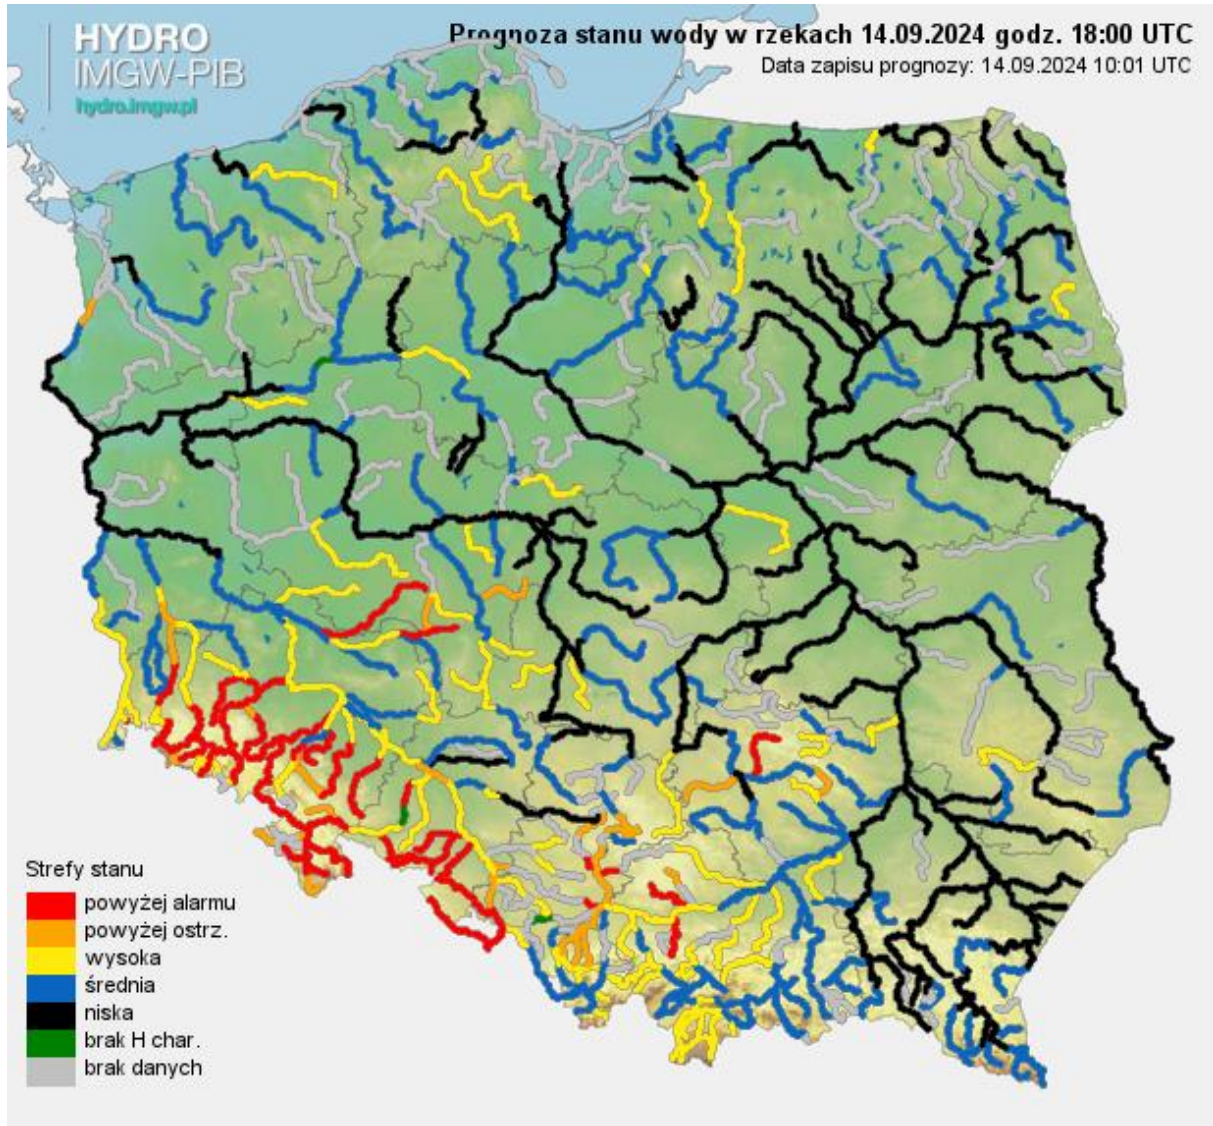 HYDRO
IMGW-PIB
hydro.imgw.pl
Prognoza stanu wody w rzekach 14.09.2024 godz. 18:00 UTC
Data zapisu prognozy: 14.09.2024 10:01 UTC
Strefy stanu
powyżej alarmu
powyżej ostrz.
wysoka
średnia
niska
brak H char.
brak danych